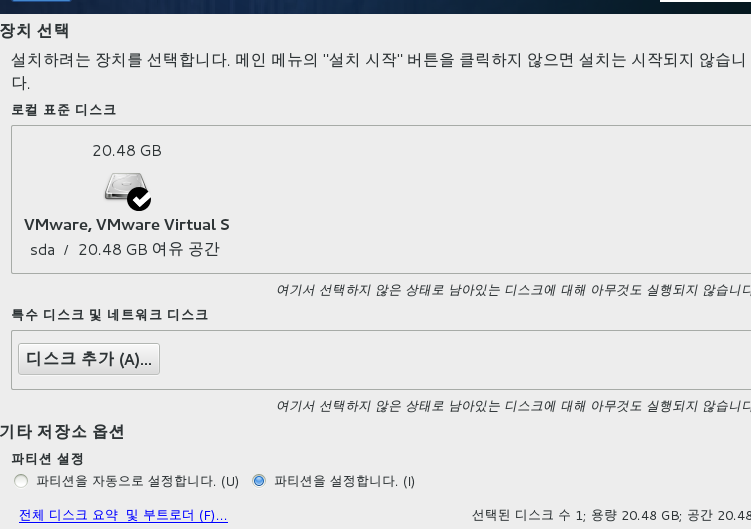 장치 선택
설치하려는 장치를 선택합니다. 메인 메뉴의 "설치 시작" 버튼을 클릭하지 않으면 설치는 시작되지 않습니
다.
로컬 표준 디스크
20.48 GB
VMware, VMware Virtual S
sda / 20.48 GB 여유 공간
여기서 선택하지 않은 상태로 남아있는 디스크에 대해 아무것도 실행되지 않습니다
특수 디스크 및 네트워크 디스크
디스크 추가 (A)...
여기서 선택하지 않은 상태로 남아있는 디스크에 대해 아무것도 실행되지 않습니다
기타 저장소 옵션
파티션 설정
파티션을 자동으로 설정합니다. (U) 파티션을 설정합니다. (I)
전체 디스크 요약 및 부트로더 (F)... 선택된 디스크 수 1; 용량 20.48 GB; 공간 20.48